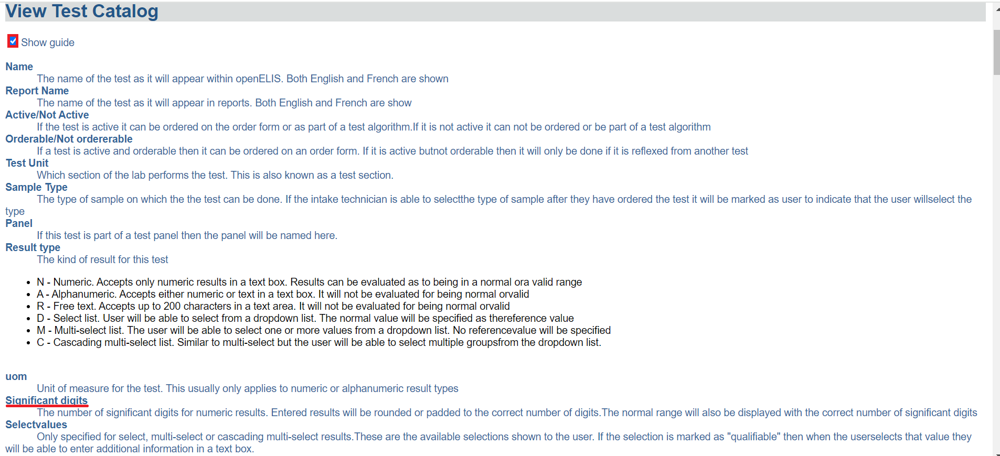 View Test Catalog
Show guide
Name
The name of the test as it will appear within openELIS. Both English and French are shown
Report Name
The name of the test as it will appear in reports. Both English and French are show
Active/Not Active
If the test is active it can be ordered on the order form or as part of a test algorithm.If it is not active it can not be ordered or be part of a test algorithm
Orderable/Not ordererable
If a test is active and orderable then it can be ordered on an order form. If it is active butnot orderable then it will only be done if it is reflexed from another test
Test Unit
Which section of the lab performs the test. This is also known as a test section.
Sample Type
The type of sample on which the the test can be done. If the intake technician is able to selectthe type of sample after they have ordered the test it will be marked as user to indicate that the user willselect the
type
Panel
If this test is part of a test panel then the panel will be named here.
Result type
The kind of result for this test
• N - Numeric. Accepts only numeric results in a text box. Results can be evaluated as to being in a normal ora valid range
• A - Alphanumeric. Accepts either numeric or text in a text box. It will not be evaluated for being normal orvalid
• R - Free text. Accepts up to 200 characters in a text area. It will not be evaluated for being normal orvalid
• D - Select list. User will be able to select from a dropdown list. The normal value will be specified as thereference value
• M - Multi-select list. The user will be able to select one or more values from a dropdown list. No referencevalue will be specified
• C - Cascading multi-select list. Similar to multi-select but the user will be able to select multiple groupsfrom the dropdown list.
uom
Unit of measure for the test. This usually only applies to numeric or alphanumeric result types
Significant digits
The number of significant digits for numeric results. Entered results will be rounded or padded to the correct number of digits.The normal range will also be displayed with the correct number of significant digits
Selectvalues
Only specified for select, multi-select or cascading multi-select results.These are the available selections shown to the user. If the selection is marked as "qualifiable" then when the userselects that value they
will be able to enter additional information in a text box.